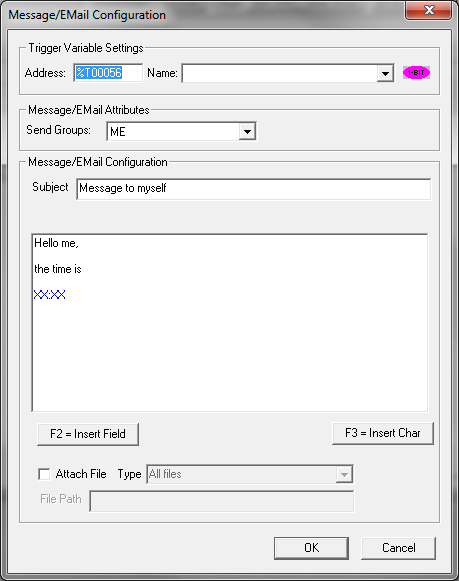 Message/EMail Configuration
Trigger Variable Settings
Address: %T00056 Name: 1-BIT
Message/EMail Attributes
Send Groups: ME
Message/EMail Configuration
Subject Message to myself
Hello me,
the time is
XX:XX
F2 = Insert Field F3 = Insert Char
Attach File Type All files
File Path
OK Cancel